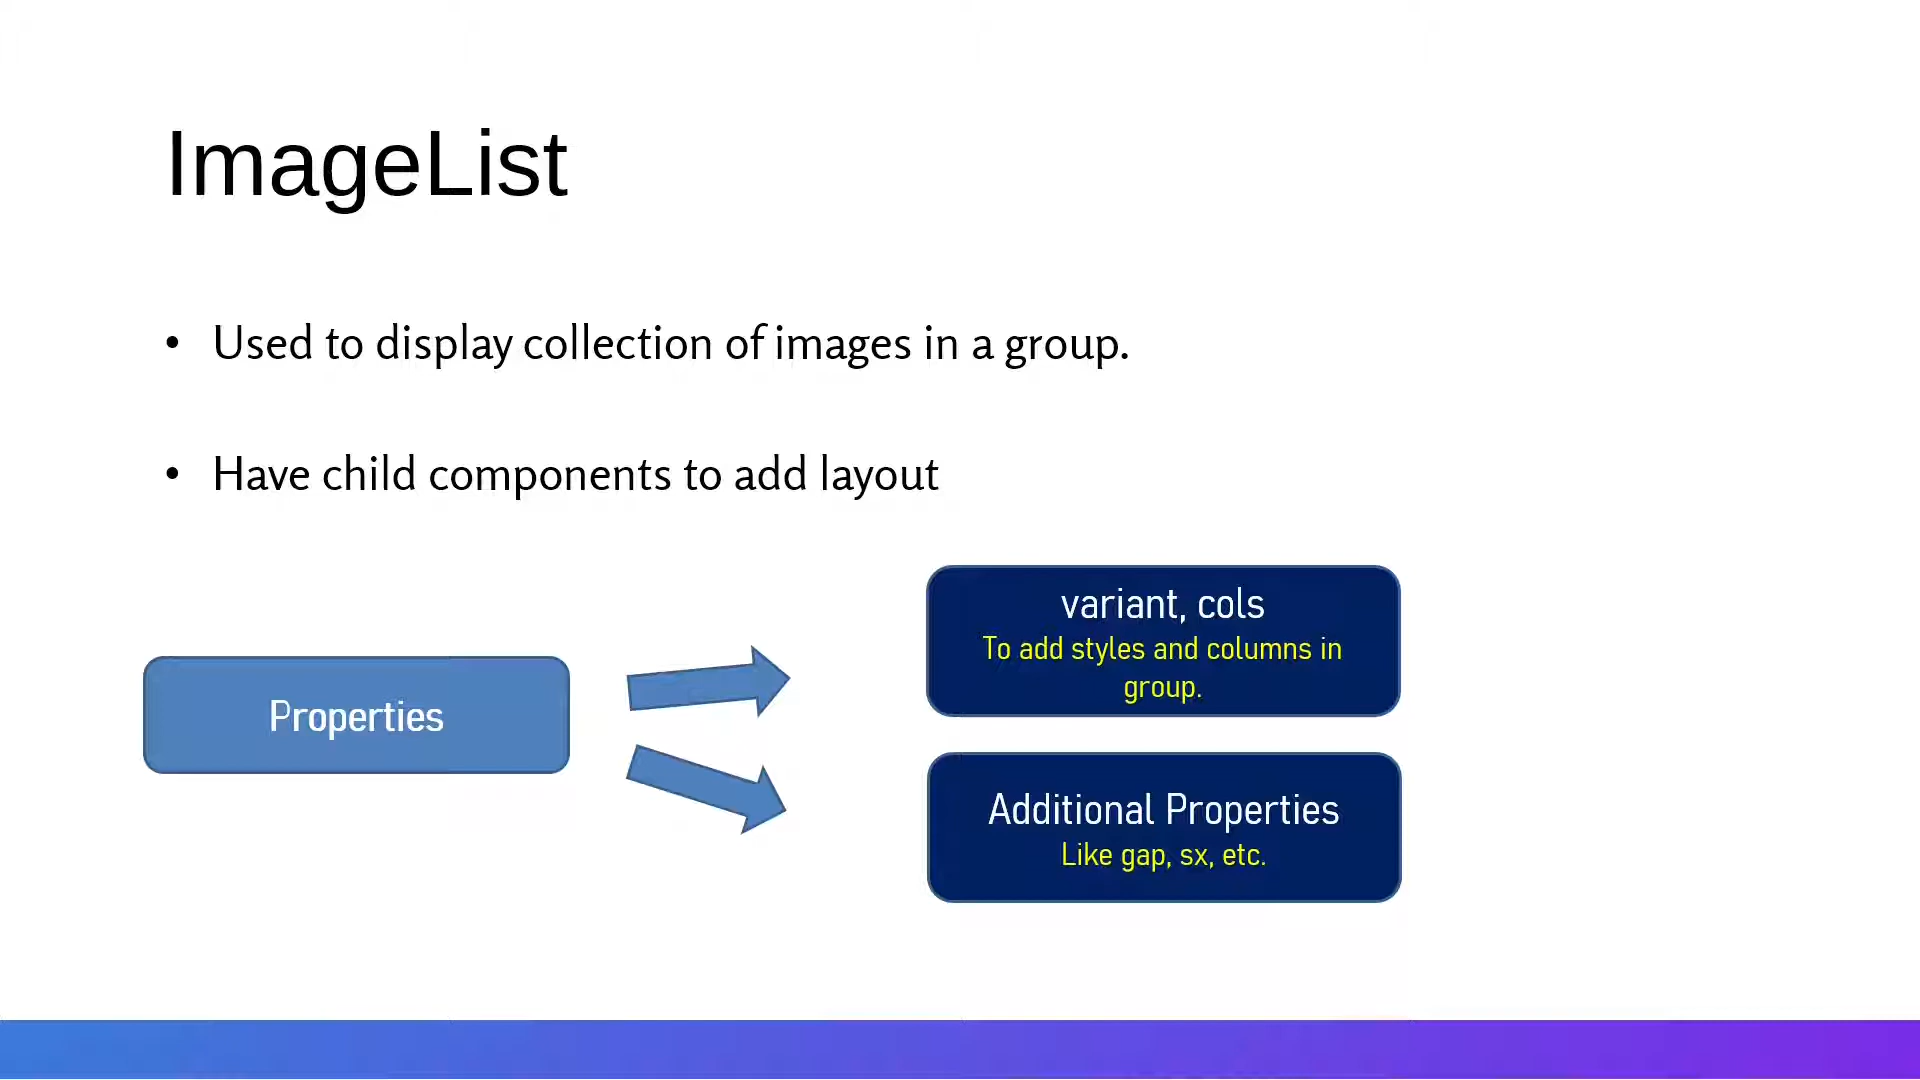 ImageList
• Used to display collection of images in a group.
• Have child components to add layout
Properties
variant, cols
To add styles and columns in
group.
Additional Properties
Like gap, sx, etc.